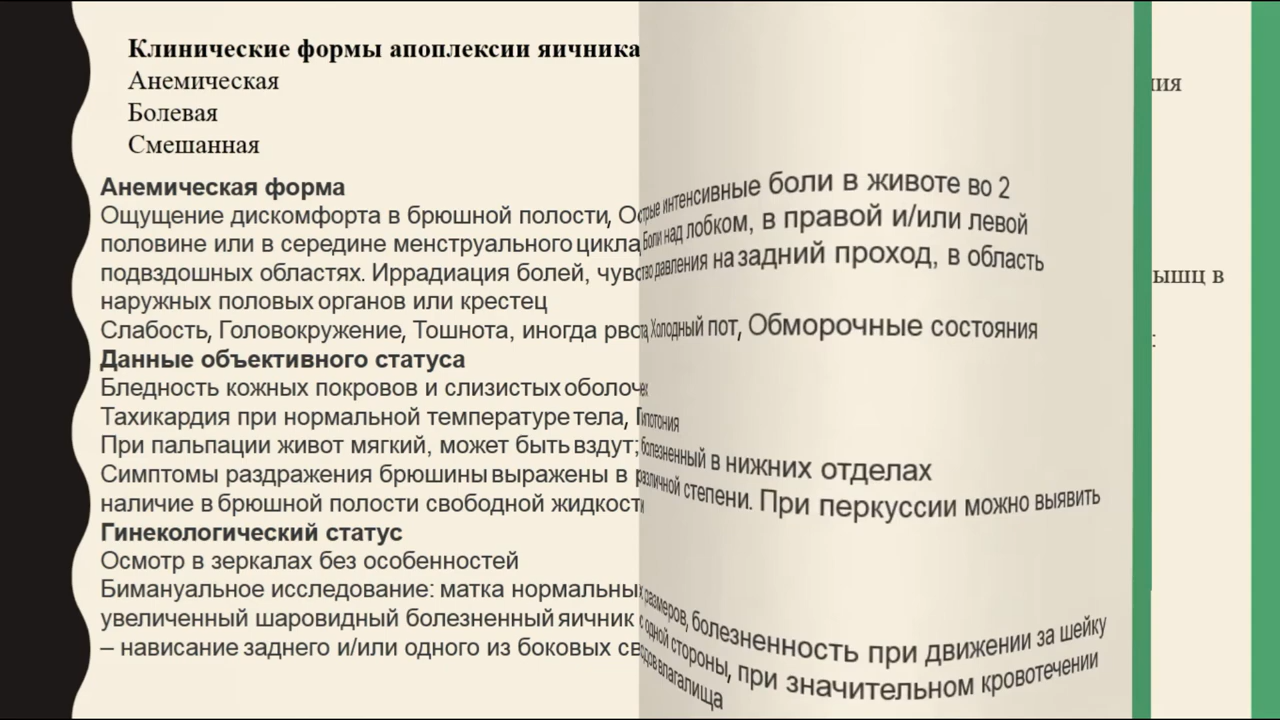 Клинические формы апоплексии яичника
Анемическая
Болевая
Смешанная
Анемическая форма
Ощущение дискомфорта в брюшной полости, Острые интенсивные боли в животе во 2
половине или в середине менструального цикла, Боли над лобком, в правой и/или левой
подвздошных областях. Иррадиация болей, чувство давления на задний проход, в область
наружных половых органов или крестец
Слабость, Головокружение, Тошнота, иногда рвота, Холодный пот, Обморочные состояния
Данные объективного статуса
Бледность кожных покровов и слизистых оболочек
Тахикардия при нормальной температуре тела, Гипотония
При пальпации живот мягкий, может быть вздут; болезненный в нижних отделах
Симптомы раздражения брюшины выражены в различной степени. При перкуссии можно выявить
наличие в брюшной полости свободной жидкости
Гинекологический статус
Осмотр в зеркалах без особенностей
Бимануальное исследование: матка нормальных размеров, болезненность при движении за шейку
увеличенный шаровидный болезненный яичник с одной стороны, при значительном кровотечении
– нависание заднего и/или одного из боковых сводов влагалища